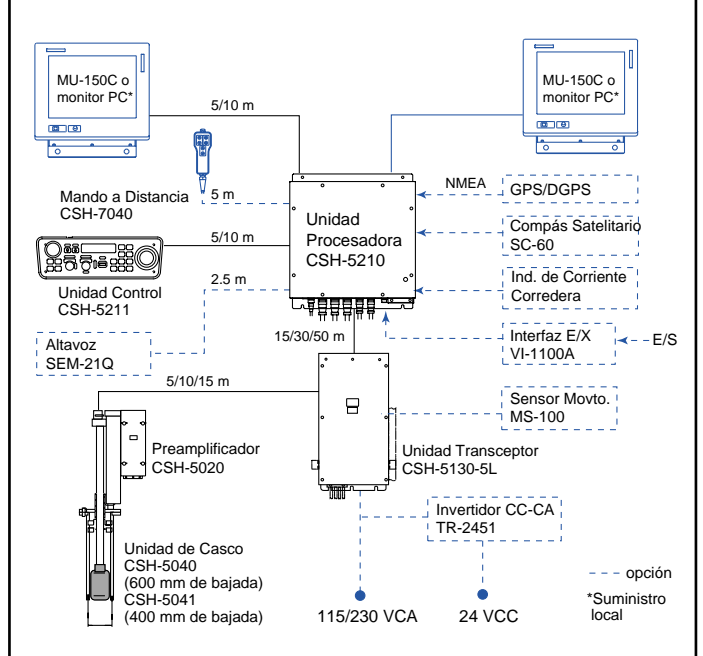 MU-150C o
monitor PC*
MU-150C o
monitor PC*
5/10 m
Mando a Distancia
CSH-7040
5 m
NMEA
GPS/DGPS
Unidad
Procesadora
CSH-5210
Compás Satelitario
SC-60
5/10 m
Unidad Control
CSH-5211
2.5 m
Ind. de Corriente
Corredera
Altavoz
SEM-21Q
15/30/50 m
Interfaz E/X
VI-1100A
E/S
5/10/15 m
Sensor Movto.
MS-100
Preamplificador
CSH-5020
Unidad Transceptor
CSH-5130-5L
Invertidor CC-CA
TR-2451
Unidad de Casco
CSH-5040
(600 mm de bajada)
CSH-5041
(400 mm de bajada)
115/230 VCA
24 VCC
--- opción
*Suministro
local